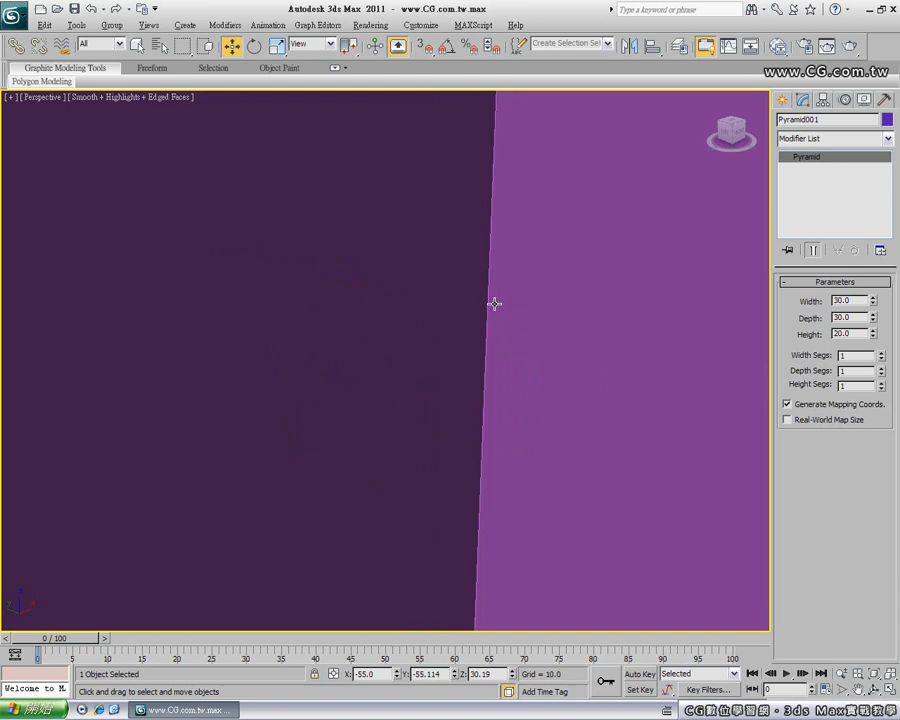 Autodesk 3ds Max 2011 - www.CG.com.tw.max
Type a keyword or phrase
Edit Tools Group Views Create Modifiers Animation Graph Editors Rendering Customize MAXScript Help
All
View
3
Create Selection Se
Graphite Modeling Tools Freeform Selection Object Paint
Polygon Modeling
www.CG.com.tw
[ + ] [ Perspective ] [ Smooth + Highlights + Edged Faces ]
Pyramid001
Modifier List
Pyramid
Parameters
Width: 30.0
Depth: 30.0
Height: 20.0
Width Segs: 1
Depth Segs: 1
Height Segs: 1
Generate Mapping Coords.
Real-World Map Size
0 / 100
0 5 10 15 20 25 30 35 40 45 50 55 60 65 70 75 80 85 90 95 100
1 Object Selected X: -55.0 Y: -55.114 Z: 30.19 Grid = 10.0 Auto Key Selected
Welcome to M Click and drag to select and move objects Add Time Tag Set Key Key Filters... 0
開始 www.CG.com.tw.max ... CG數位學習網·3ds Max實戰教學